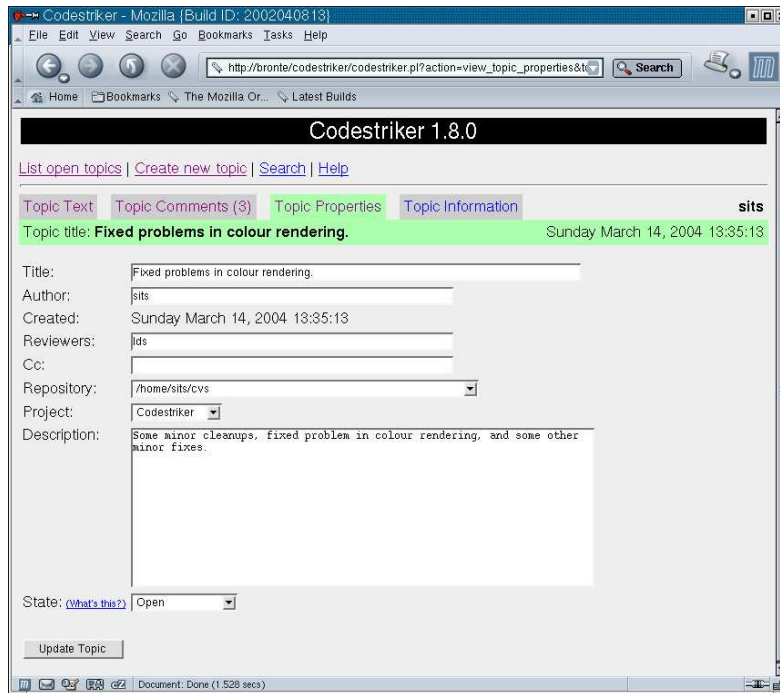 Codestriker - Mozilla {Build ID: 2002040813}
File Edit View Search Go Bookmarks Tasks Help
http://bronte/codestriker/codestriker.pl?action=view_topic_properties&to
Search
Home Bookmarks The Mozilla Or... Latest Builds
Codestriker 1.8.0
List open topics | Create new topic | Search | Help
Topic Text Topic Comments (3) Topic Properties Topic Information sits
Topic title: Fixed problems in colour rendering. Sunday March 14, 2004 13:35:13
Title: Fixed problems in colour rendering.
Author: sits
Created: Sunday March 14, 2004 13:35:13
Reviewers: lds
Cc:
Repository: /home/sits/cvs
Project: Codestriker
Description: Some minor cleanups, fixed problem in colour rendering, and some other
minor fixes.
State: (What's this?) Open
Update Topic
Document: Done (1.528 secs)